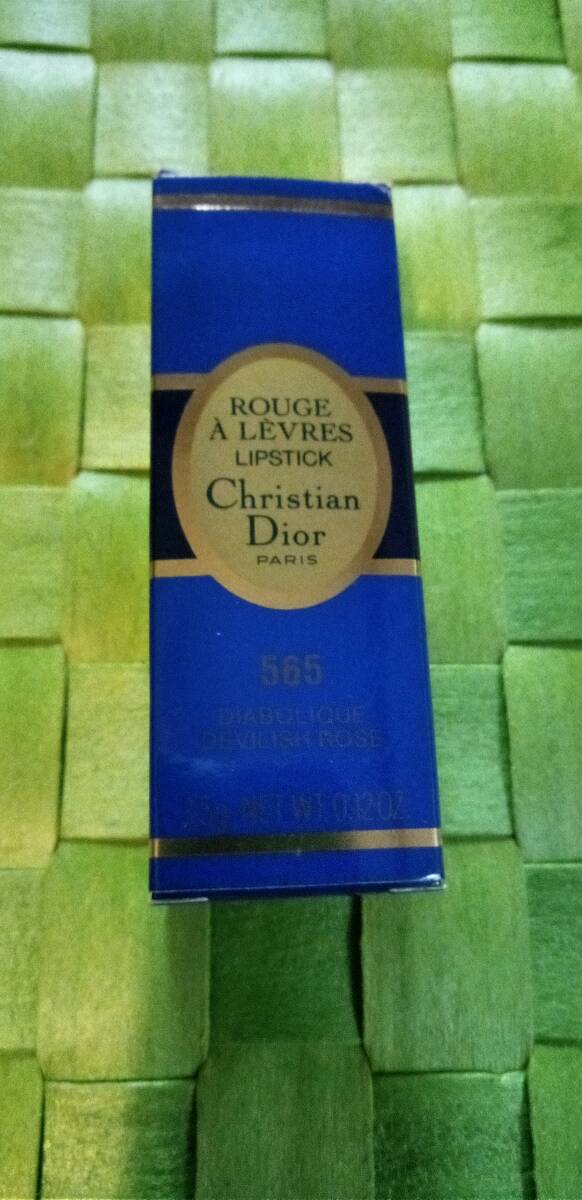 ROUGE
À LÈVRES
LIPSTICK
Christian
Dior
PARIS
565
DIABOLIQUE
DEVILISH ROSE
NET WT. 0.12 OZ.